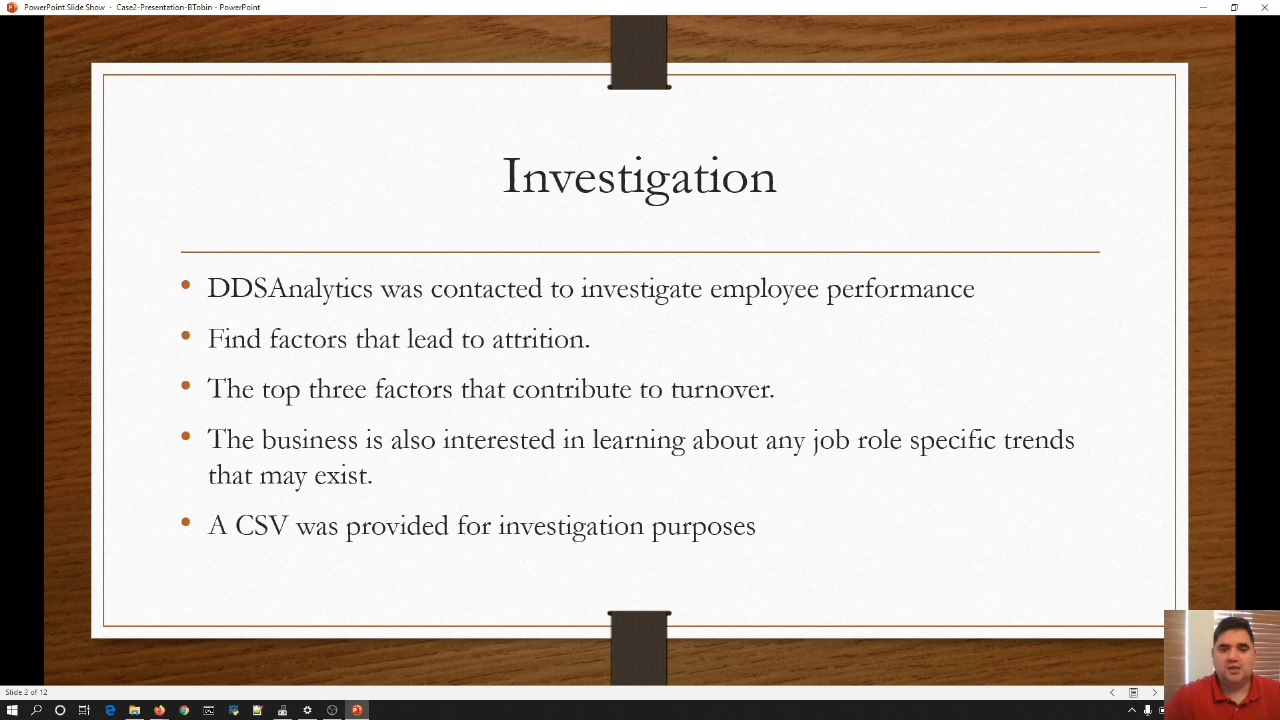 PowerPoint Slide Show - Case2-Presentation-BTobin - PowerPoint
Investigation
• DDSAnalytics was contacted to investigate employee performance
• Find factors that lead to attrition.
• The top three factors that contribute to turnover.
• The business is also interested in learning about any job role specific trends
that may exist.
• A CSV was provided for investigation purposes
Slide 2 of 12